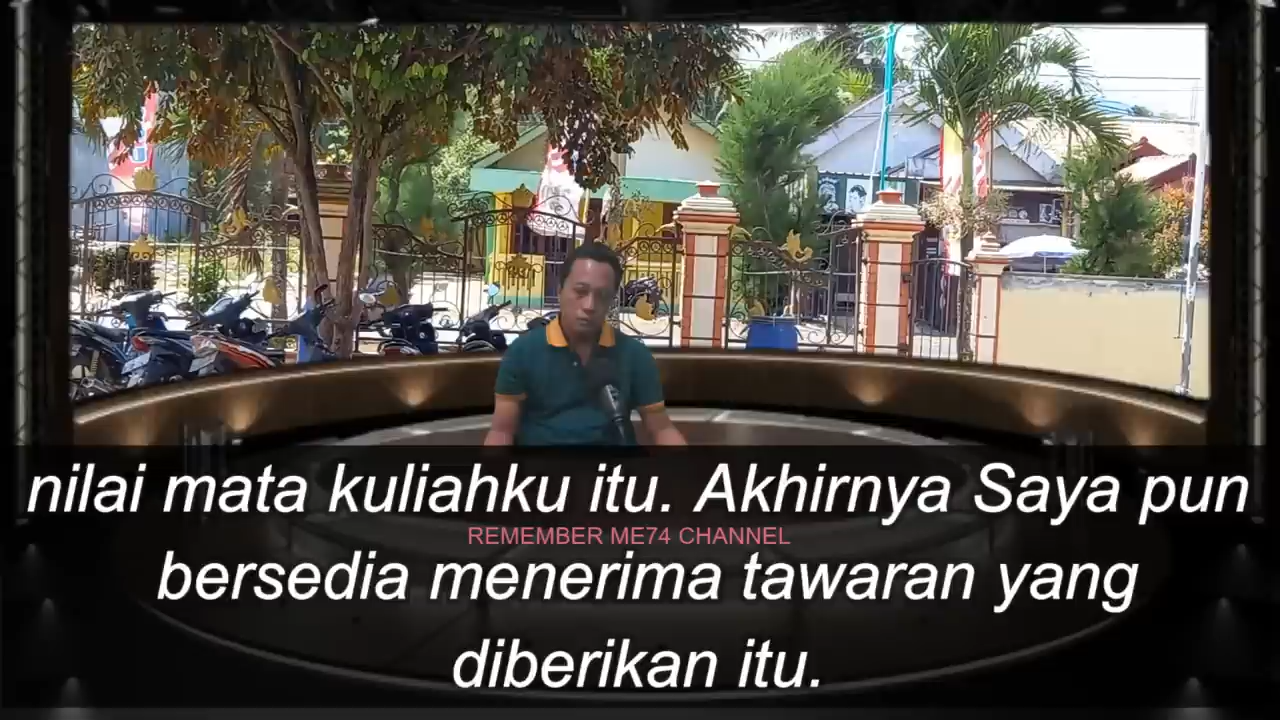 nilai mata kuliahku itu. Akhirnya Saya pun
REMEMBER ME74 CHANNEL
bersedia menerima tawaran yang
diberikan itu.